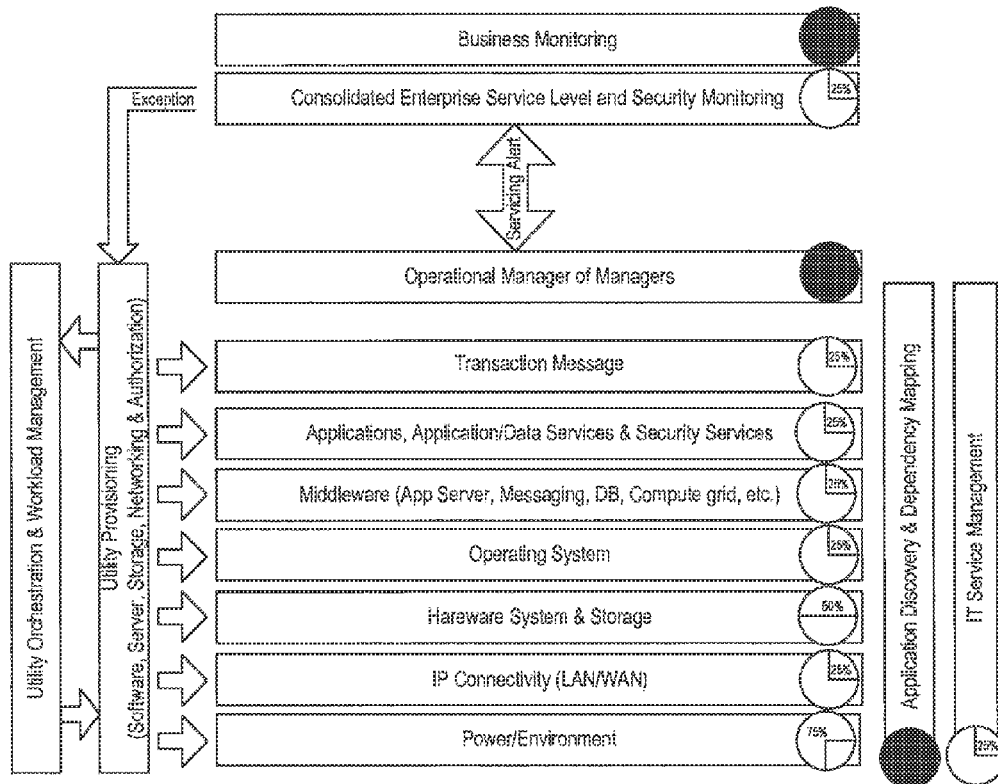 Business Monitoring
Exception
Consolidated Enterprise Service Level and Security Monitoring
25%
Servicing Alert
Operational Manager of Managers
Utility Orchestration & Workload Management
Utility Provisioning
(Software, Server, Storage, Networking & Authorization)
Transaction Message
25%
Applications, Application/Data Services & Security Services
25%
Middleware (App Server, Messaging, DB, Compute grid, etc.)
Operating System
25%
Hareware System & Storage
50%
IP Connectivity (LAN/WAN)
25%
Power/Environment
75%
Application Discovery & Dependency Mapping
IT Service Management
25%